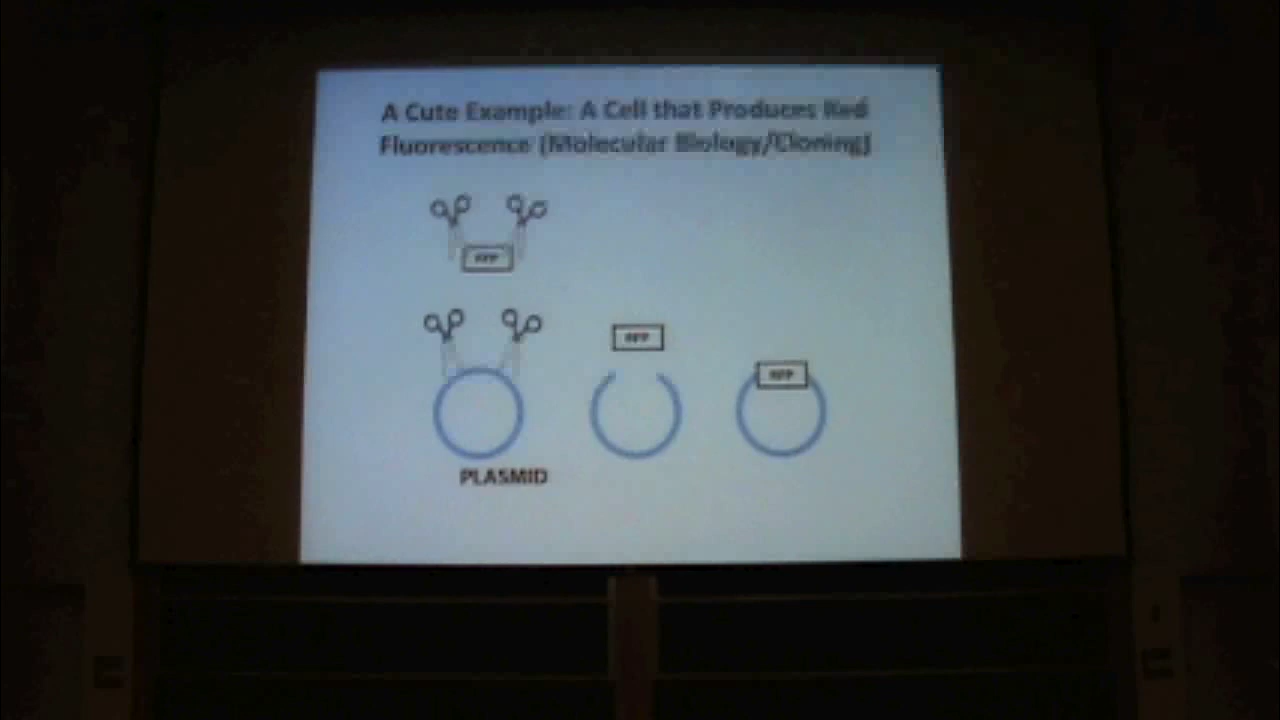 A Cute Example: A Cell that Produces Red
Fluorescence (Molecular Biology/Cloning)
RFP
RFP
RFP
PLASMID